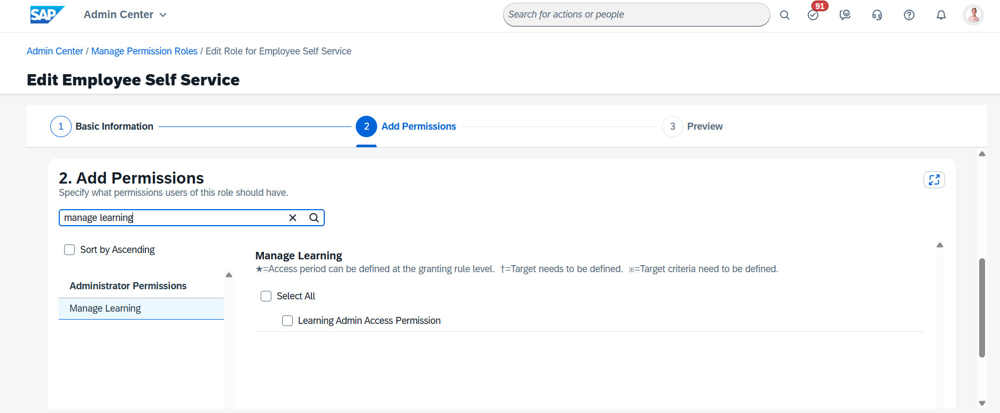 SAP Admin Center Search for actions or people 91
Admin Center / Manage Permission Roles / Edit Role for Employee Self Service
Edit Employee Self Service
1 Basic Information 2 Add Permissions 3 Preview
2. Add Permissions
Specify what permissions users of this role should have.
manage learning
Sort by Ascending
Administrator Permissions
Manage Learning
Manage Learning
★=Access period can be defined at the granting rule level. †=Target needs to be defined. ⁜=Target criteria need to be defined.
Select All
Learning Admin Access Permission